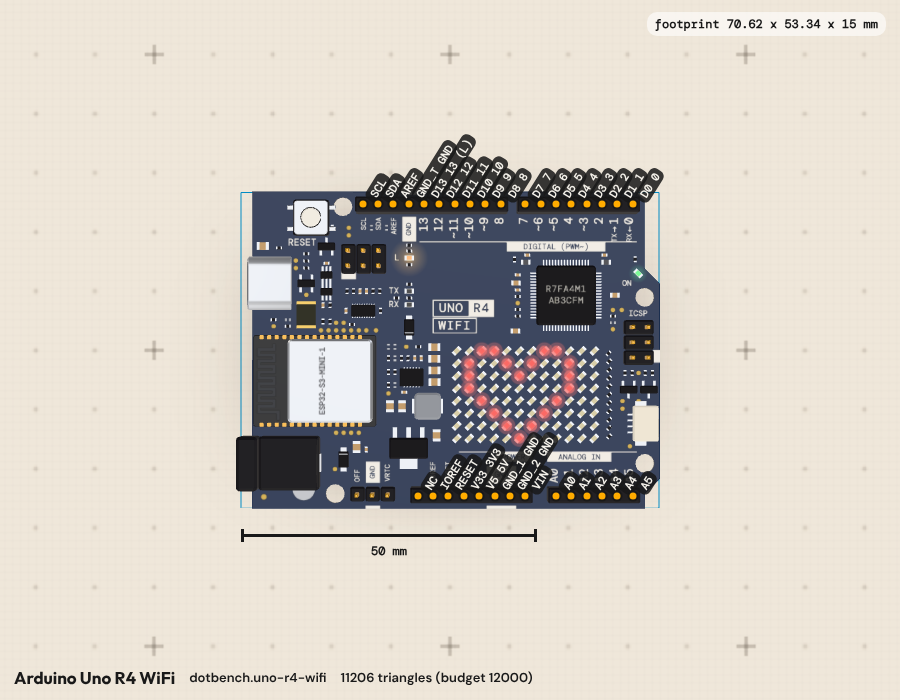 footprint 70.62 x 53.34 x 15 mm
SCL
SDA
AREF
GND_T GND
D13 13 (L)
D12 12
D11 11
D10 10
D9 9
D8 8
D7 7
D6 6
D5 5
D4 4
D3 3
D2 2
D1 1
D0 0
SCL
SDA
AREF
GND
13
12
~11
~10
~9
8
7
~6
~5
4
~3
2
TX→1
RX←0
RESET
DIGITAL (PWM~)
L
TX
RX
ON
R7FA4M1
AB3CFM
UNO R4
WIFI
ICSP
ESP32-S3-MINI-1
ANALOG IN
OFF
GND
VRTC
NC
IOREF
RESET
V33 3V3
V5 5V
GND_1 GND
GND_2 GND
VIN
A0
A0
A1
A2
A3
A4
A5
50 mm
Arduino Uno R4 WiFi dotbench.uno-r4-wifi 11206 triangles (budget 12000)